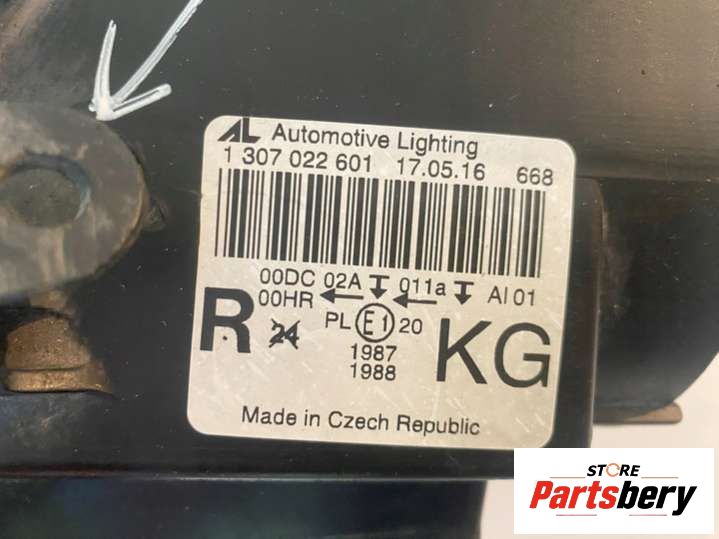 AL Automotive Lighting
1 307 022 601 17.05.16 668
00DC 02A 011a AI 01
00HR
R 24 PL E1 20 KG
1987
1988
Made in Czech Republic
STORE
Partsbery